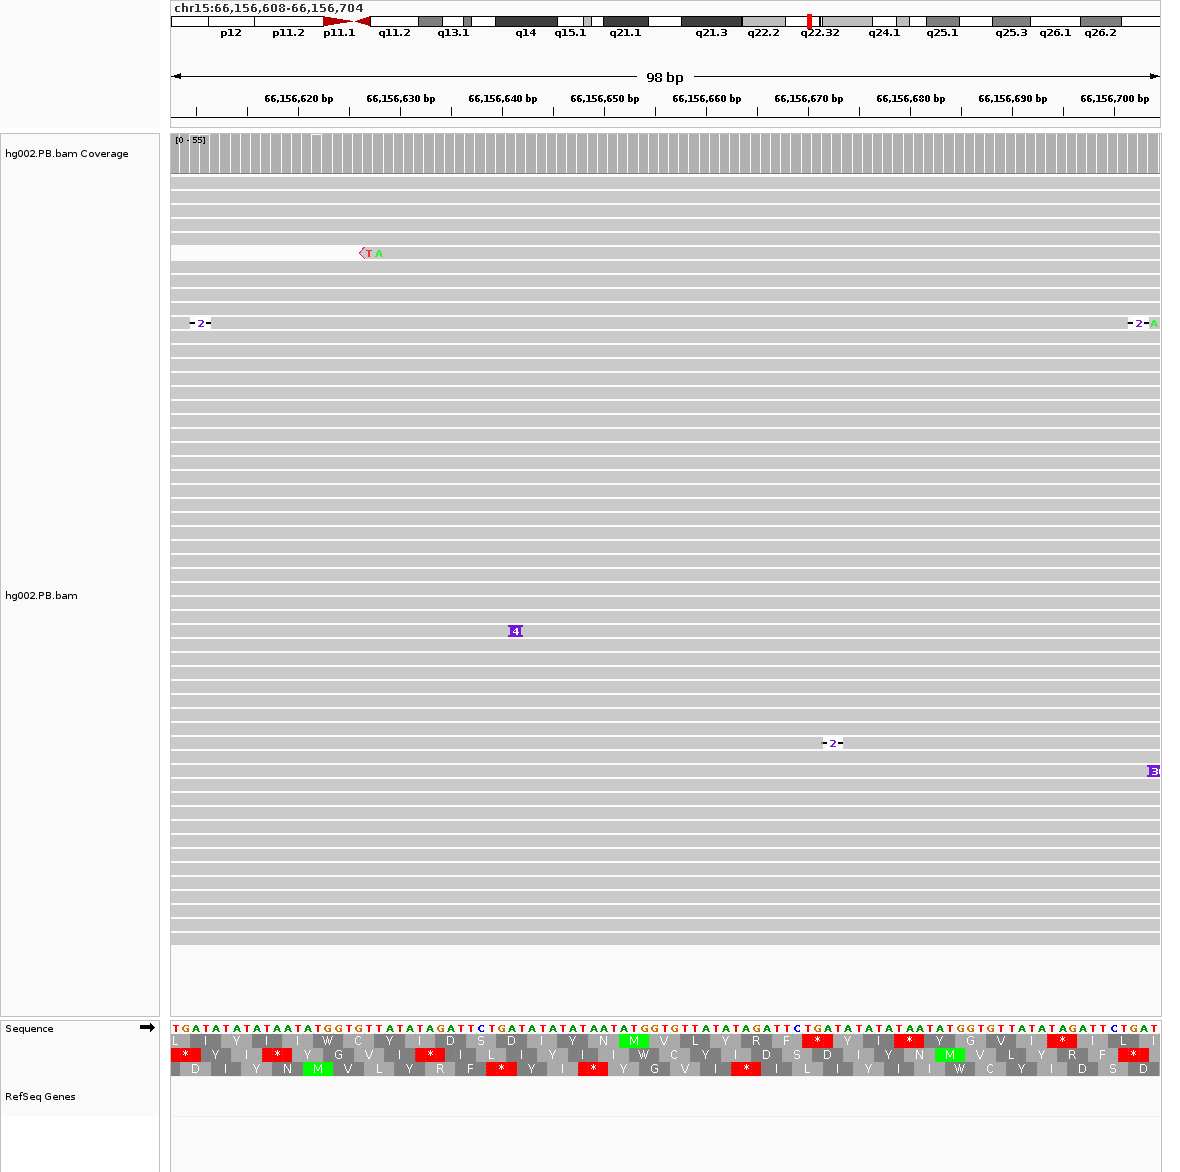 chr15:66,156,608-66,156,704
p12 p11.2 p11.1 q11.2 q13.1 q14 q15.1 q21.1 q21.3 q22.2 q22.32 q24.1 q25.1 q25.3 q26.1 q26.2
98 bp
66,156,620 bp 66,156,630 bp 66,156,640 bp 66,156,650 bp 66,156,660 bp 66,156,670 bp 66,156,680 bp 66,156,690 bp 66,156,700 bp
[0 - 55]
hg002.PB.bam Coverage
T A
2 2 A
hg002.PB.bam
4
2
3
Sequence
TGATATATATAATATGGTGTTATATAGATTCTGATATATATAATATGGTGTTATATAGATTCTGATATATATAATATGGTGTTATATAGATTCTGAT
L I Y I I W C Y I D S D I Y N M V L Y R F * Y I * Y G V I * I L I
* Y I * Y G V I * I L I Y I I W C Y I D S D I Y N M V L Y R F *
D I Y N M V L Y R F * Y I * Y G V I * I L I Y I I W C Y I D S D
RefSeq Genes